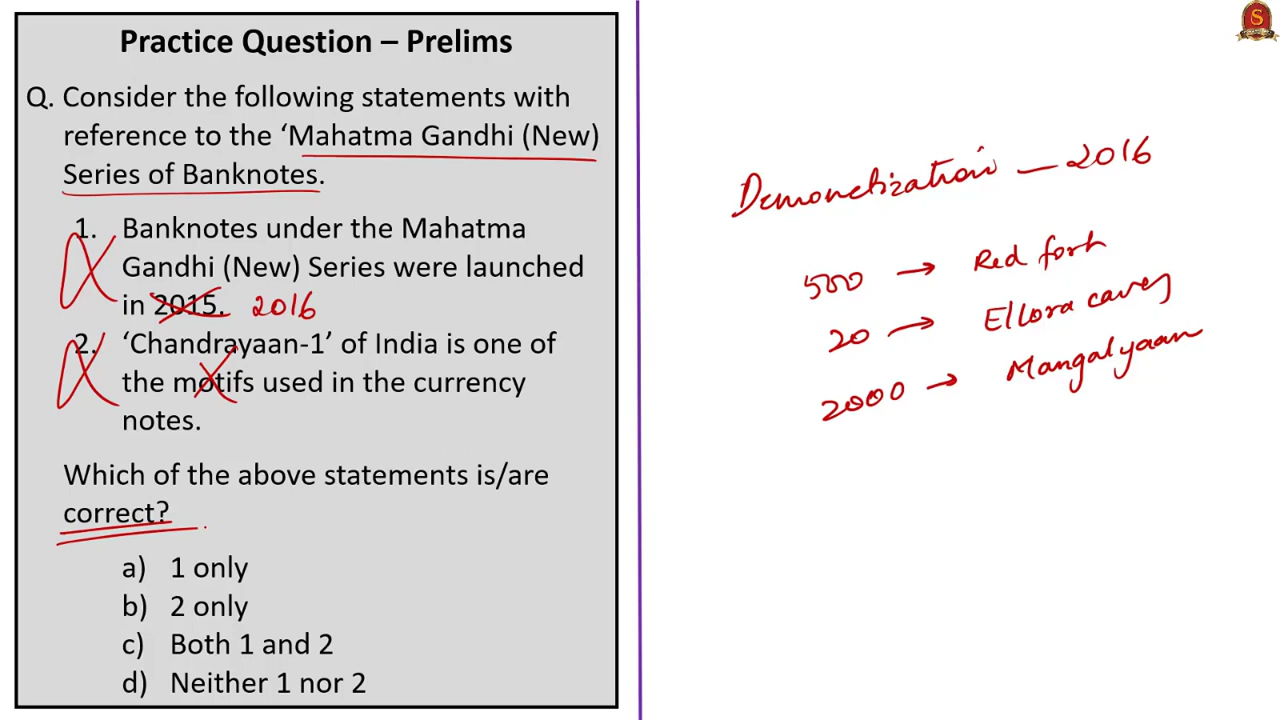 Practice Question – Prelims
Q. Consider the following statements with
reference to the ‘Mahatma Gandhi (New)
Series of Banknotes.
1. Banknotes under the Mahatma
Gandhi (New) Series were launched
in 2015. 2016
2. ‘Chandrayaan-1’ of India is one of
the motifs used in the currency
notes.
Which of the above statements is/are
correct?
a) 1 only
b) 2 only
c) Both 1 and 2
d) Neither 1 nor 2
Demonetization — 2016
500 → Red fort
20 → Ellora caves
2000 → Mangalyaan
S